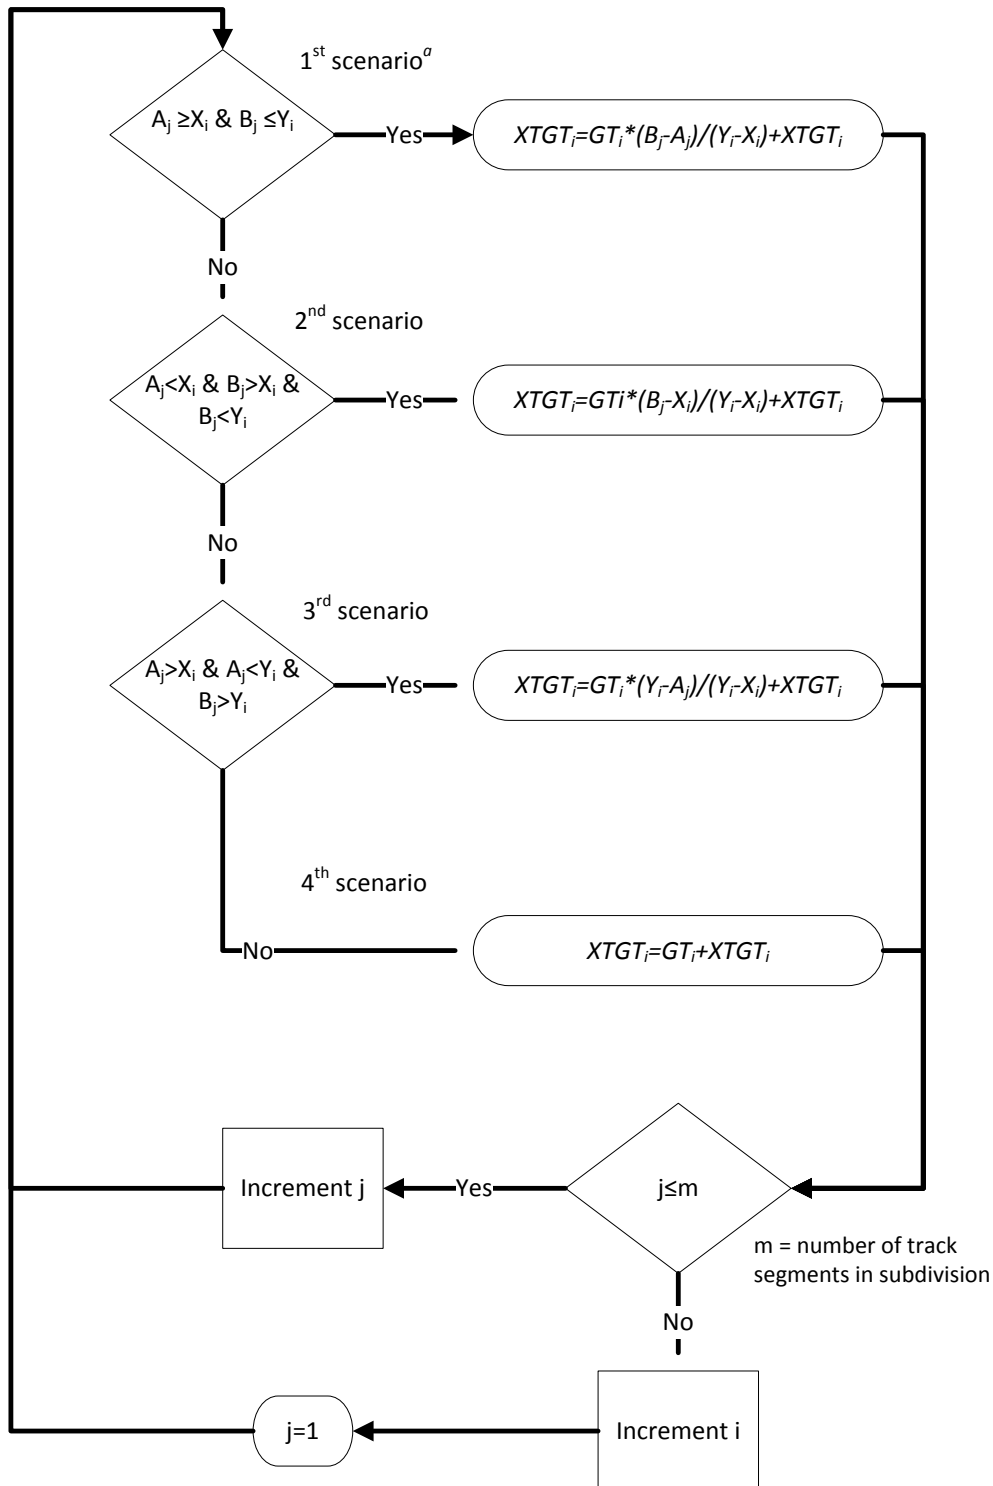 1st scenarioa
Aj ≥Xi & Bj ≤Yi
Yes
XTGTi=GTi*(Bj-Aj)/(Yi-Xi)+XTGTi
No
2nd scenario
Aj<Xi & Bj>Xi &
Bj<Yi
Yes
XTGTi=GTi*(Bj-Xi)/(Yi-Xi)+XTGTi
No
3rd scenario
Aj>Xi & Aj<Yi &
Bj>Yi
Yes
XTGTi=GTi*(Yi-Aj)/(Yi-Xi)+XTGTi
4th scenario
No
XTGTi=GTi+XTGTi
Increment j
Yes
j≤m
m = number of track
segments in subdivision
No
j=1
Increment i